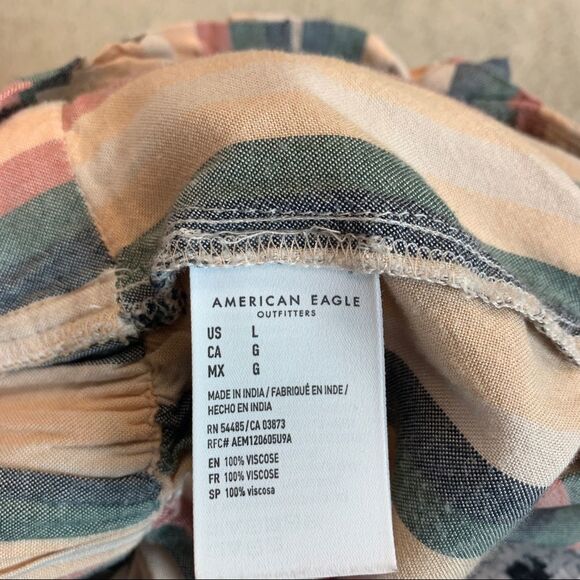 AMERICAN EAGLE
OUTFITTERS
US L
CA G
MX G
MADE IN INDIA / FABRIQUÉ EN INDE /
HECHO EN INDIA
RN 54485 / CA 03873
RFC# AEM120605U9A
EN 100% VISCOSE
FR 100% VISCOSE
SP 100% viscosa